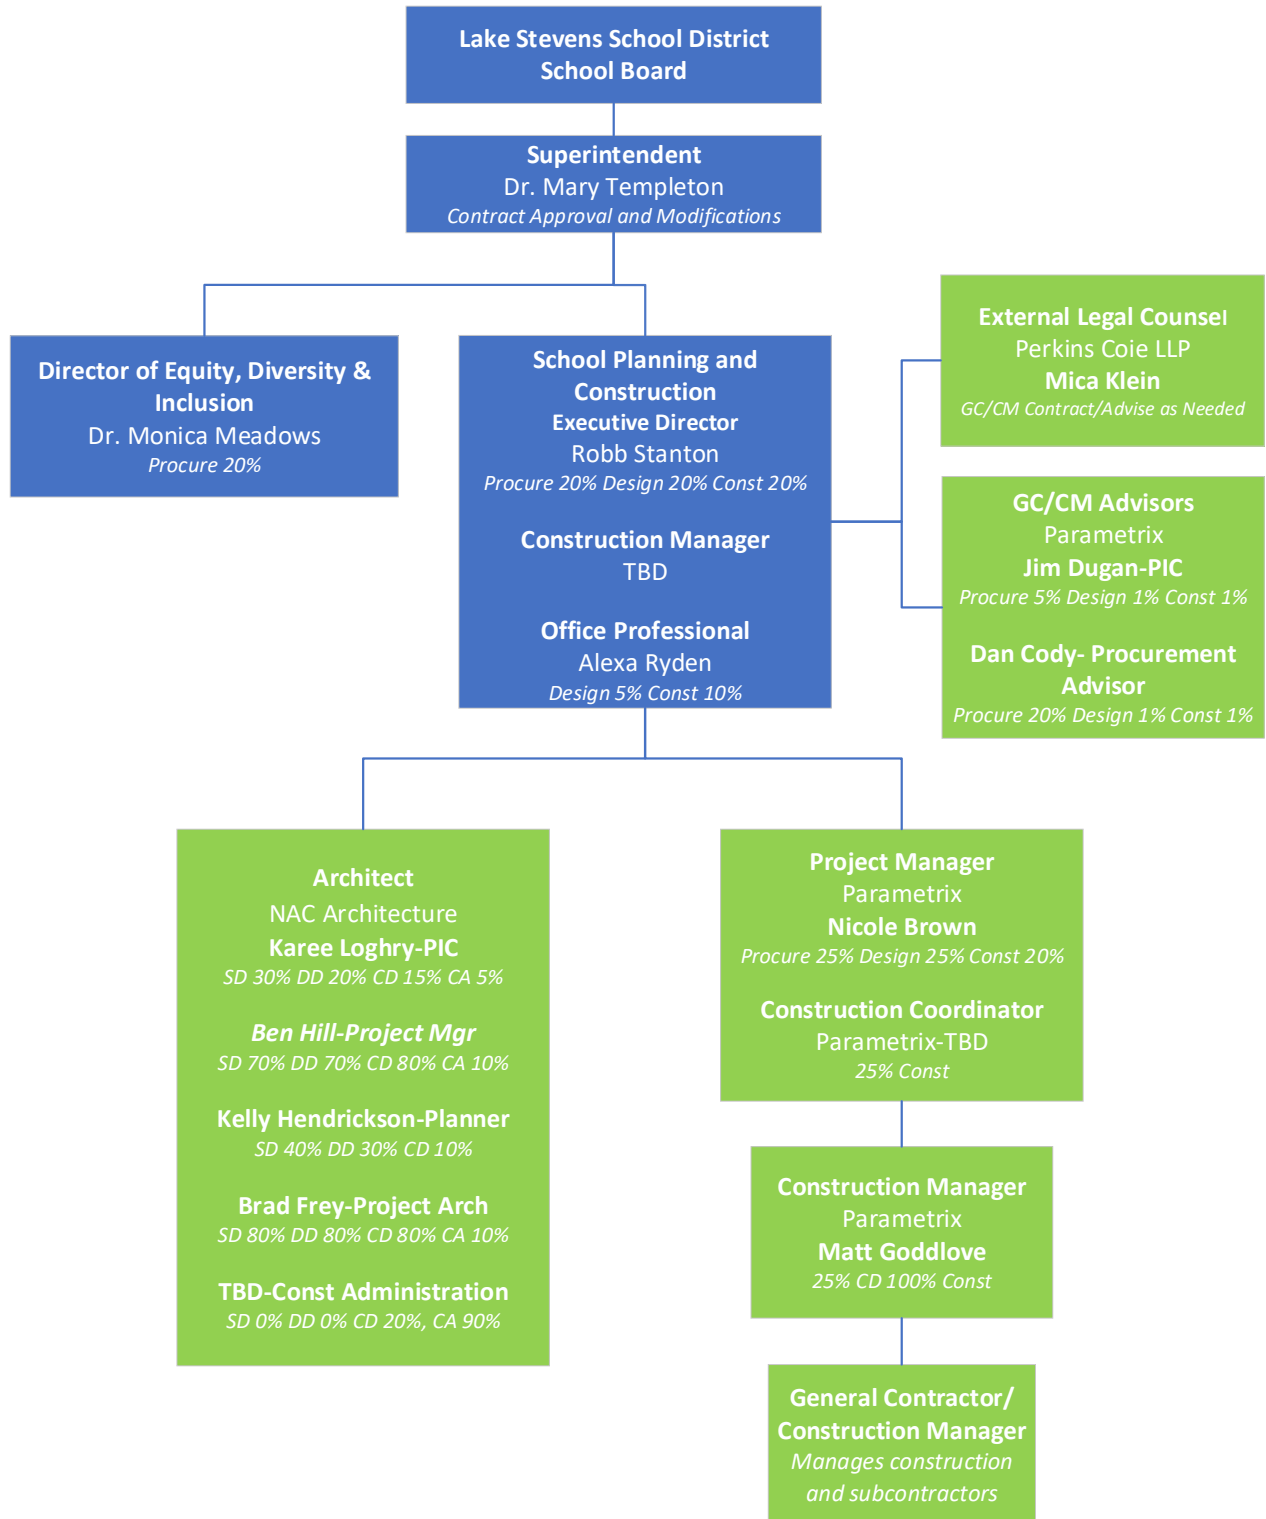 Lake Stevens School District
School Board
Superintendent
Dr. Mary Templeton
Contract Approval and Modifications
Director of Equity, Diversity &
Inclusion
Dr. Monica Meadows
Procure 20%
School Planning and
Construction
Executive Director
Robb Stanton
Procure 20% Design 20% Const 20%
Construction Manager
TBD
Office Professional
Alexa Ryden
Design 5% Const 10%
External Legal Counsel
Perkins Coie LLP
Mica Klein
GC/CM Contract/Advise as Needed
GC/CM Advisors
Parametrix
Jim Dugan-PIC
Procure 5% Design 1% Const 1%
Dan Cody- Procurement
Advisor
Procure 20% Design 1% Const 1%
Architect
NAC Architecture
Karee Loghry-PIC
SD 30% DD 20% CD 15% CA 5%
Ben Hill-Project Mgr
SD 70% DD 70% CD 80% CA 10%
Kelly Hendrickson-Planner
SD 40% DD 30% CD 10%
Brad Frey-Project Arch
SD 80% DD 80% CD 80% CA 10%
TBD-Const Administration
SD 0% DD 0% CD 20%, CA 90%
Project Manager
Parametrix
Nicole Brown
Procure 25% Design 25% Const 20%
Construction Coordinator
Parametrix-TBD
25% Const
Construction Manager
Parametrix
Matt Goddlove
25% CD 100% Const
General Contractor/
Construction Manager
Manages construction
and subcontractors